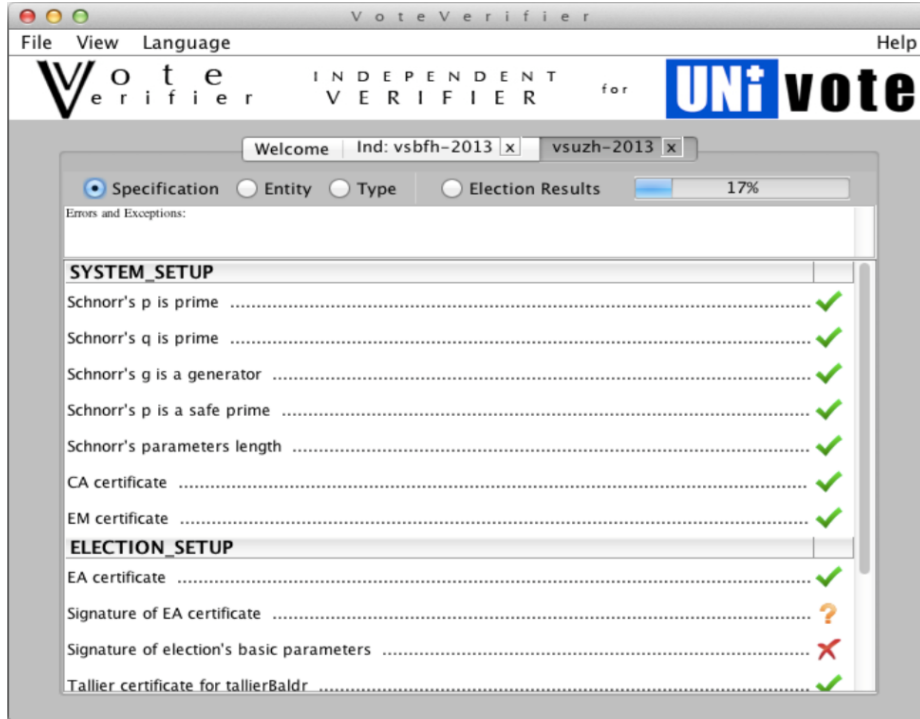 VoteVerifier
File View Language Help
Vote Verifier INDEPENDENT VERIFIER for UNi vote
Welcome Ind: vsbfh-2013 x vsuzh-2013 x
Specification Entity Type Election Results 17%
Errors and Exceptions:
SYSTEM_SETUP
Schnorr's p is prime
Schnorr's q is prime
Schnorr's g is a generator
Schnorr's p is a safe prime
Schnorr's parameters length
CA certificate
EM certificate
ELECTION_SETUP
EA certificate
Signature of EA certificate ?
Signature of election's basic parameters
Tallier certificate for tallierBaldr